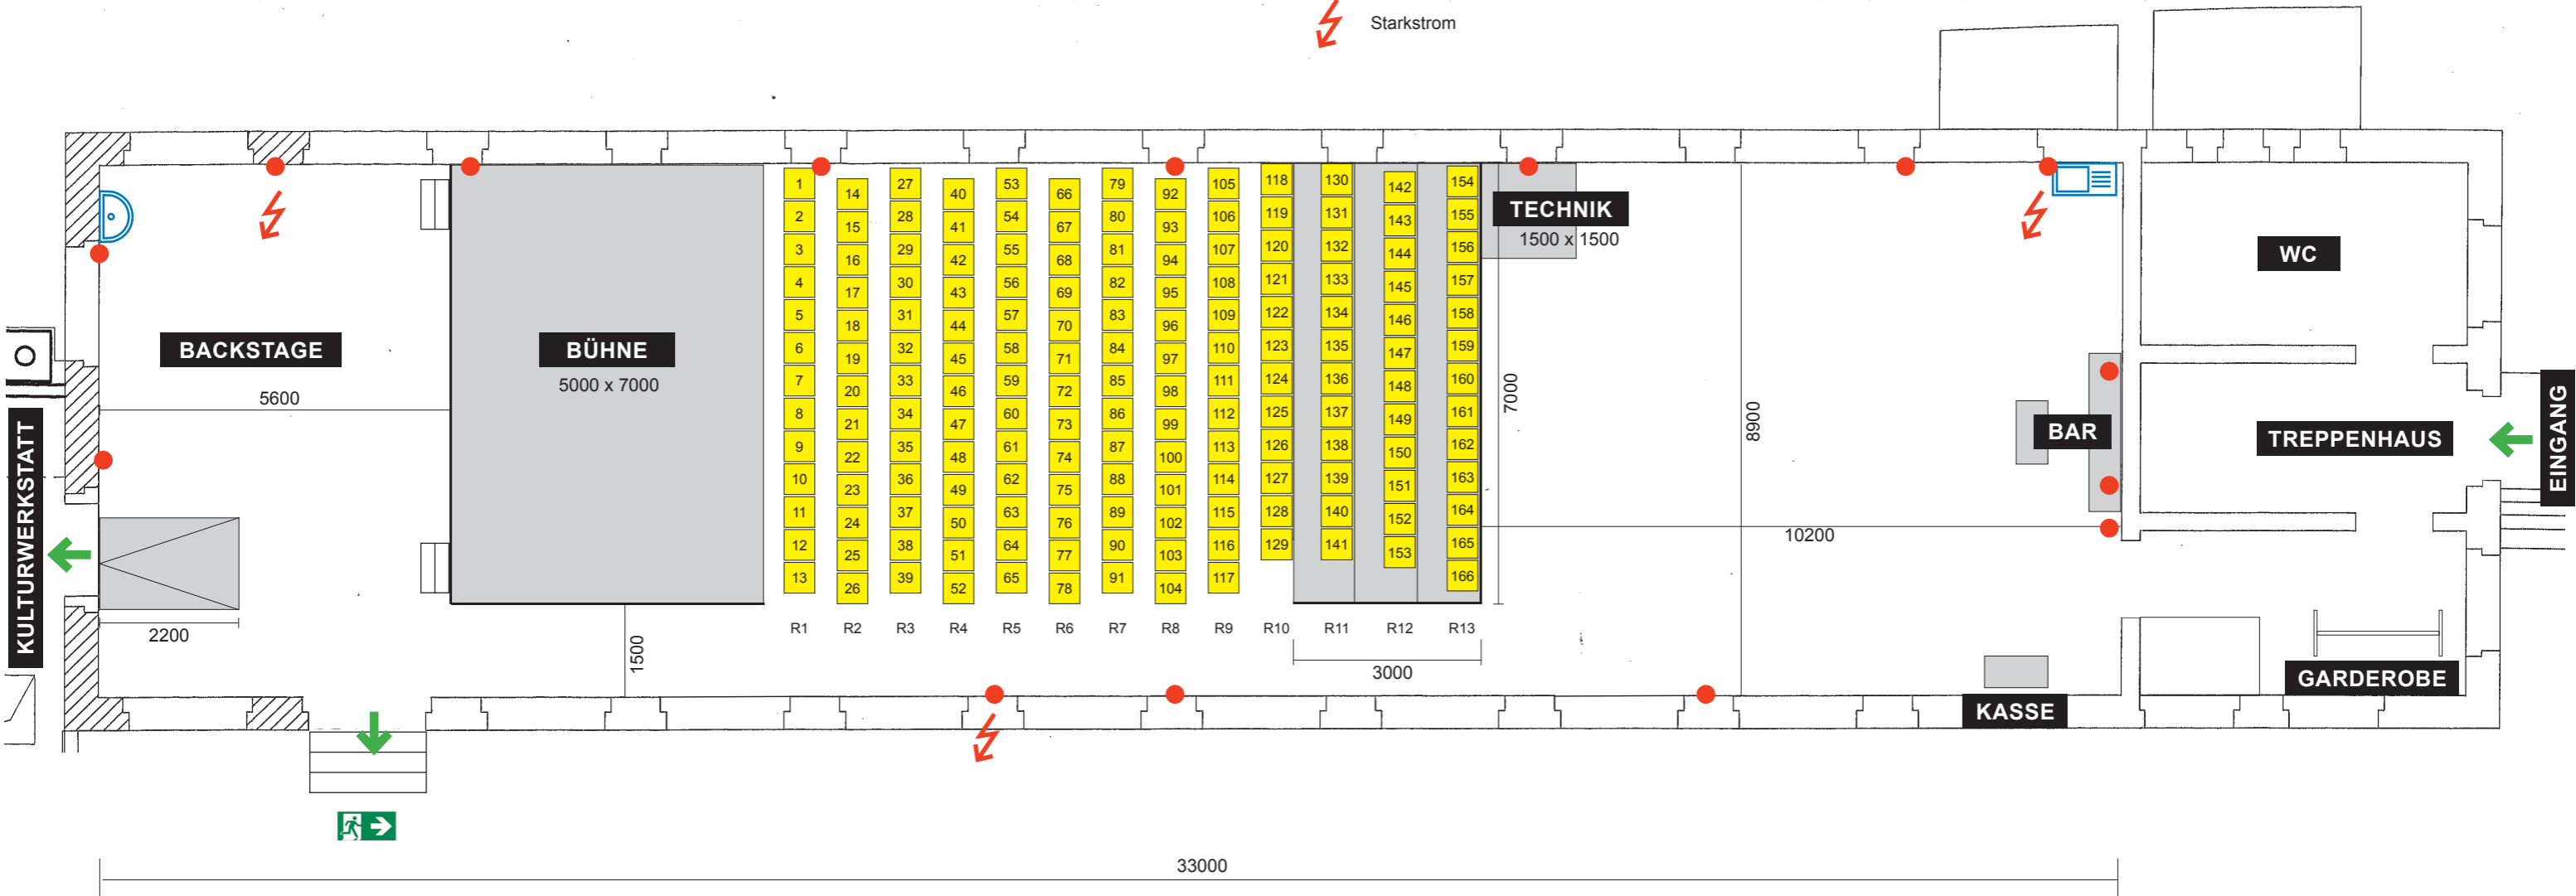 Starkstrom
1 2 3 4 5 6 7 8 9 10 11 12 13
14 15 16 17 18 19 20 21 22 23 24 25 26
27 28 29 30 31 32 33 34 35 36 37 38 39
40 41 42 43 44 45 46 47 48 49 50 51 52
53 54 55 56 57 58 59 60 61 62 63 64 65
66 67 68 69 70 71 72 73 74 75 76 77 78
79 80 81 82 83 84 85 86 87 88 89 90 91
92 93 94 95 96 97 98 99 100 101 102 103 104
105 106 107 108 109 110 111 112 113 114 115 116 117
118 119 120 121 122 123 124 125 126 127 128 129
130 131 132 133 134 135 136 137 138 139 140 141
142 143 144 145 146 147 148 149 150 151 152 153
154 155 156 157 158 159 160 161 162 163 164 165 166
R1 R2 R3 R4 R5 R6 R7 R8 R9 R10 R11 R12 R13
TECHNIK
1500 x 1500
WC
BACKSTAGE
5600
BÜHNE
5000 x 7000
7000
8900
BAR
TREPPENHAUS
EINGANG
KULTURWERKSTATT
10200
2200
1500
3000
GARDEROBE
KASSE
33000